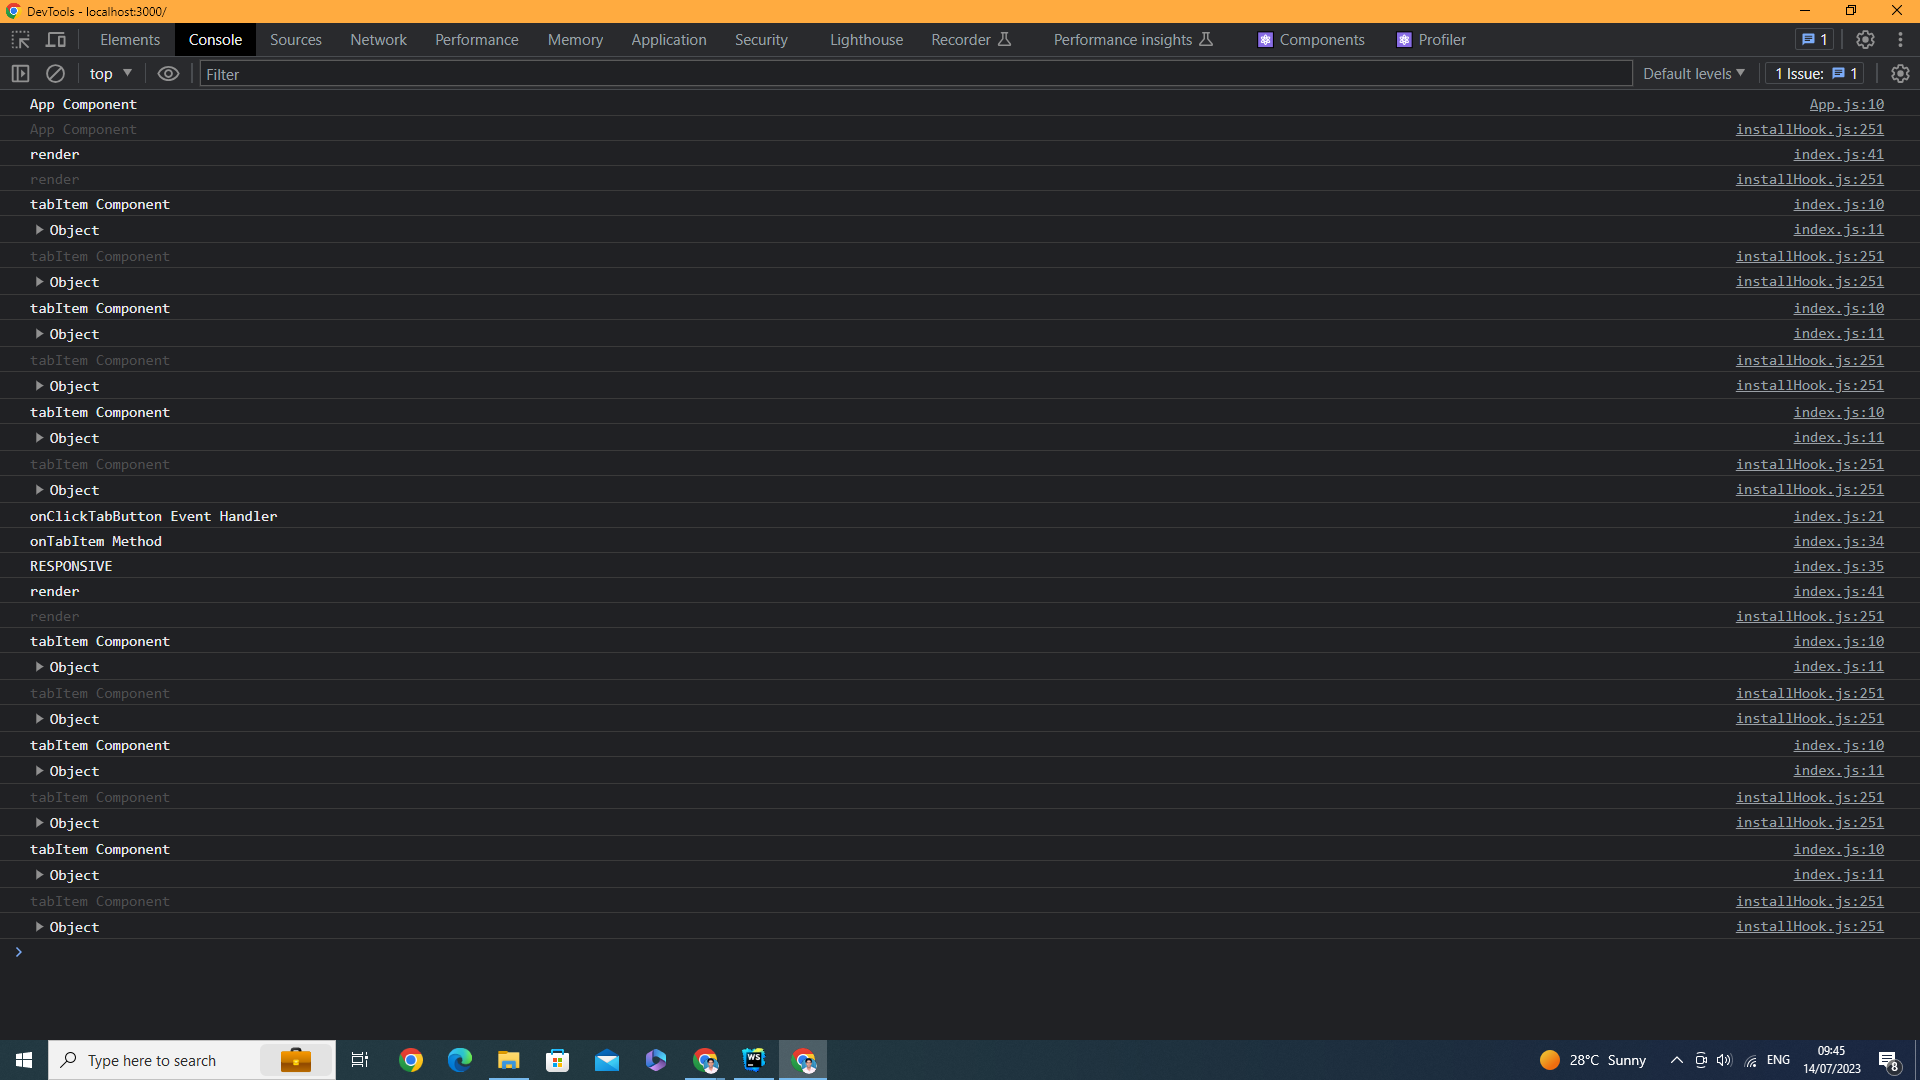 DevTools - localhost:3000/
Elements Console Sources Network Performance Memory Application Security Lighthouse Recorder Performance insights Components Profiler 1
top Filter Default levels 1 Issue: 1
App Component App.js:10
App Component installHook.js:251
render index.js:41
render installHook.js:251
tabItem Component index.js:10
Object index.js:11
tabItem Component installHook.js:251
Object installHook.js:251
tabItem Component index.js:10
Object index.js:11
tabItem Component installHook.js:251
Object installHook.js:251
tabItem Component index.js:10
Object index.js:11
tabItem Component installHook.js:251
Object installHook.js:251
onClickTabButton Event Handler index.js:21
onTabItem Method index.js:34
RESPONSIVE index.js:35
render index.js:41
render installHook.js:251
tabItem Component index.js:10
Object index.js:11
tabItem Component installHook.js:251
Object installHook.js:251
tabItem Component index.js:10
Object index.js:11
tabItem Component installHook.js:251
Object installHook.js:251
tabItem Component index.js:10
Object index.js:11
tabItem Component installHook.js:251
Object installHook.js:251
Type here to search WS 28°C Sunny ENG 09:45
14/07/2023 8